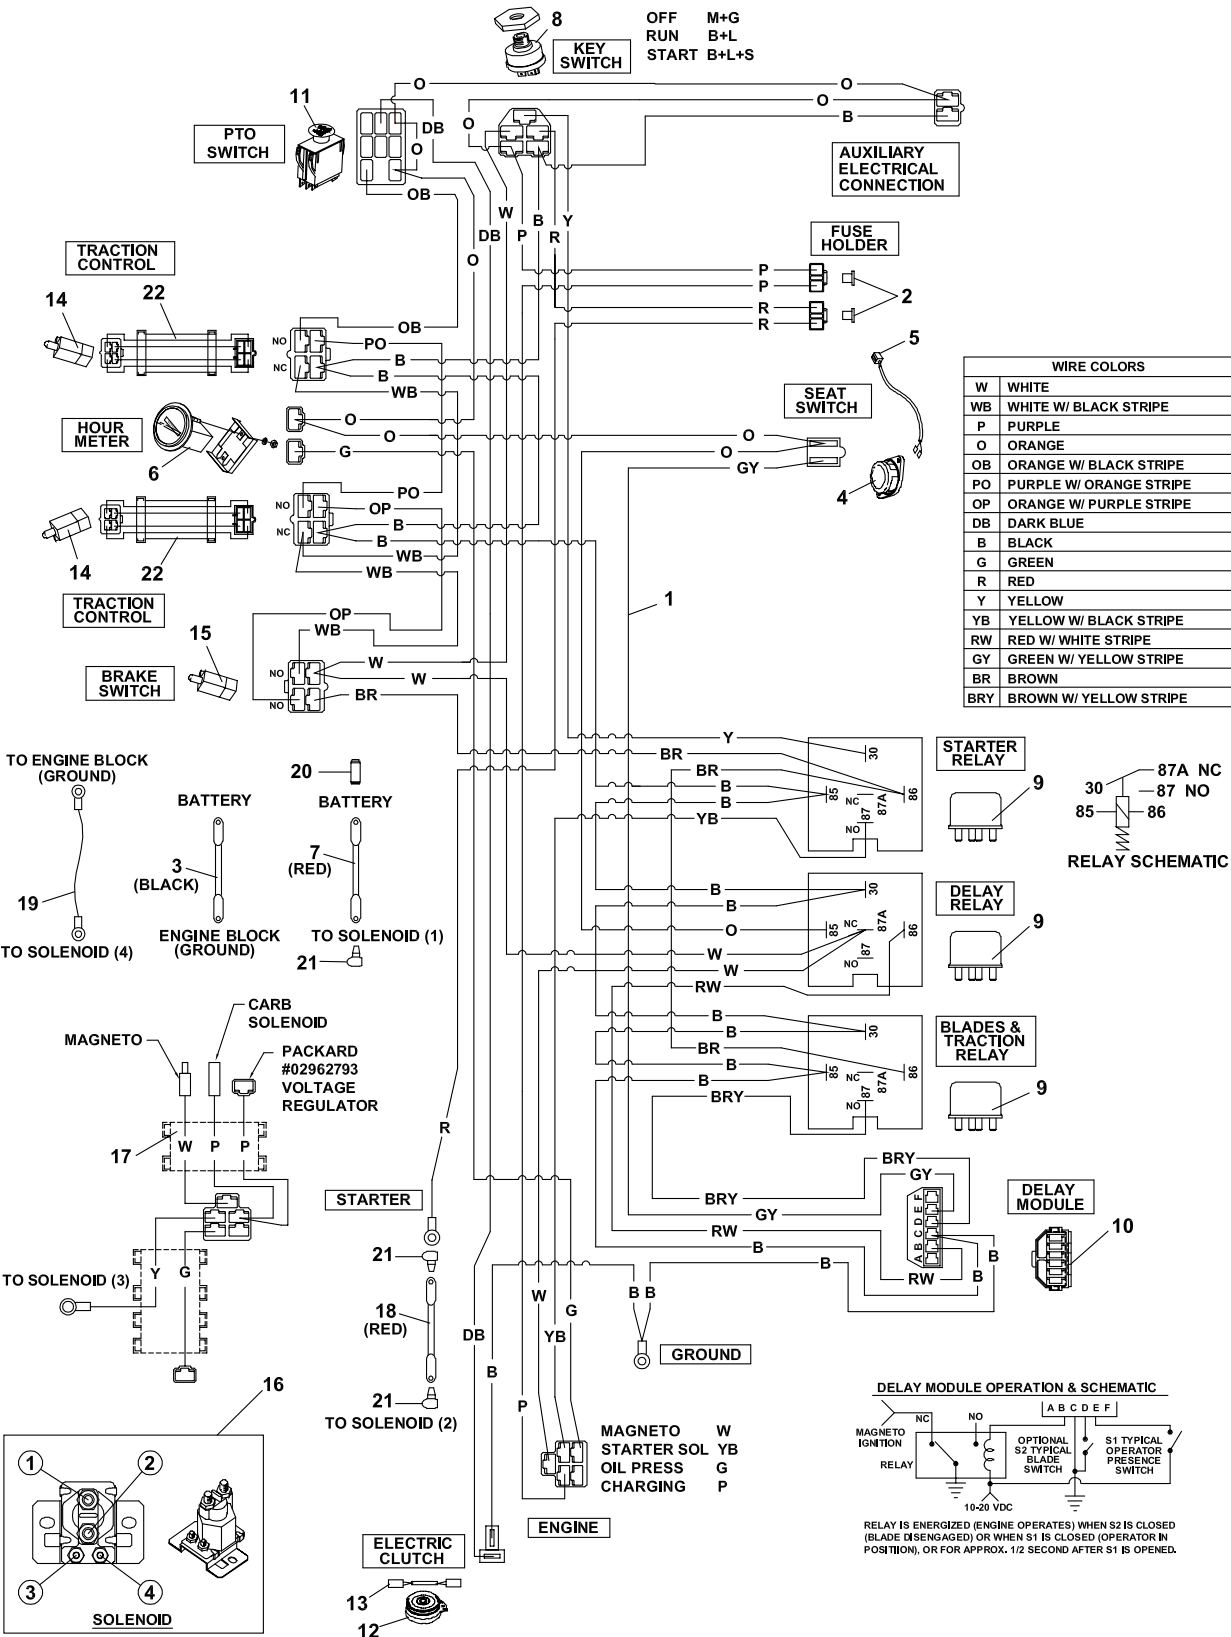 8
OFF M+G
RUN B+L
START B+L+S
KEY
SWITCH
11
PTO
SWITCH
O
O
DB
O
O
O
B
O
OB
AUXILIARY
ELECTRICAL
CONNECTION
W
DB
P
B
R
Y
O
FUSE
HOLDER
P
P
R
R
2
TRACTION
CONTROL
14
22
NO
NC
OB
PO
B
B
WB
5
SEAT
SWITCH
4
HOUR
METER
6
O
O
G
O
O
GY
WIRE COLORS
W WHITE
WB WHITE W/ BLACK STRIPE
P PURPLE
O ORANGE
OB ORANGE W/ BLACK STRIPE
PO PURPLE W/ ORANGE STRIPE
OP ORANGE W/ PURPLE STRIPE
DB DARK BLUE
B BLACK
G GREEN
R RED
Y YELLOW
YB YELLOW W/ BLACK STRIPE
RW RED W/ WHITE STRIPE
GY GREEN W/ YELLOW STRIPE
BR BROWN
BRY BROWN W/ YELLOW STRIPE
NO
NC
PO
OP
B
B
WB
WB
14
22
TRACTION
CONTROL
1
15
BRAKE
SWITCH
OP
WB
NO
NO
W
W
BR
TO ENGINE BLOCK
(GROUND)
19
TO SOLENOID (4)
BATTERY
3
(BLACK)
ENGINE BLOCK
(GROUND)
20
BATTERY
7
(RED)
TO SOLENOID (1)
21
Y
BR
BR
B
B
YB
30
85
NC
87A
86
87
NO
STARTER
RELAY
9
30
87A NC
87 NO
85
86
RELAY SCHEMATIC
B
B
O
W
W
RW
30
85
NC
87A
86
87
NO
DELAY
RELAY
9
B
B
BR
B
B
BRY
30
85
NC
87A
86
87
NO
BLADES &
TRACTION
RELAY
9
MAGNETO
CARB
SOLENOID
PACKARD
#02962793
VOLTAGE
REGULATOR
17
W P P
Y
G
TO SOLENOID (3)
R
STARTER
21
18
(RED)
21
TO SOLENOID (2)
BRY
GY
BRY
GY
RW
B
B
RW
B
B
A B C D E F
DELAY
MODULE
10
B B
GROUND
W
YB
G
DB
B
P
MAGNETO W
STARTER SOL YB
OIL PRESS G
CHARGING P
ENGINE
ELECTRIC
CLUTCH
13
12
16
1
2
3
4
SOLENOID
DELAY MODULE OPERATION & SCHEMATIC
A B C D E F
NC
NO
MAGNETO
IGNITION
RELAY
OPTIONAL
S2 TYPICAL
BLADE
SWITCH
S1 TYPICAL
OPERATOR
PRESENCE
SWITCH
10-20 VDC
RELAY IS ENERGIZED (ENGINE OPERATES) WHEN S2 IS CLOSED
(BLADE DISENGAGED) OR WHEN S1 IS CLOSED (OPERATOR IN
POSITION), OR FOR APPROX. 1/2 SECOND AFTER S1 IS OPENED.